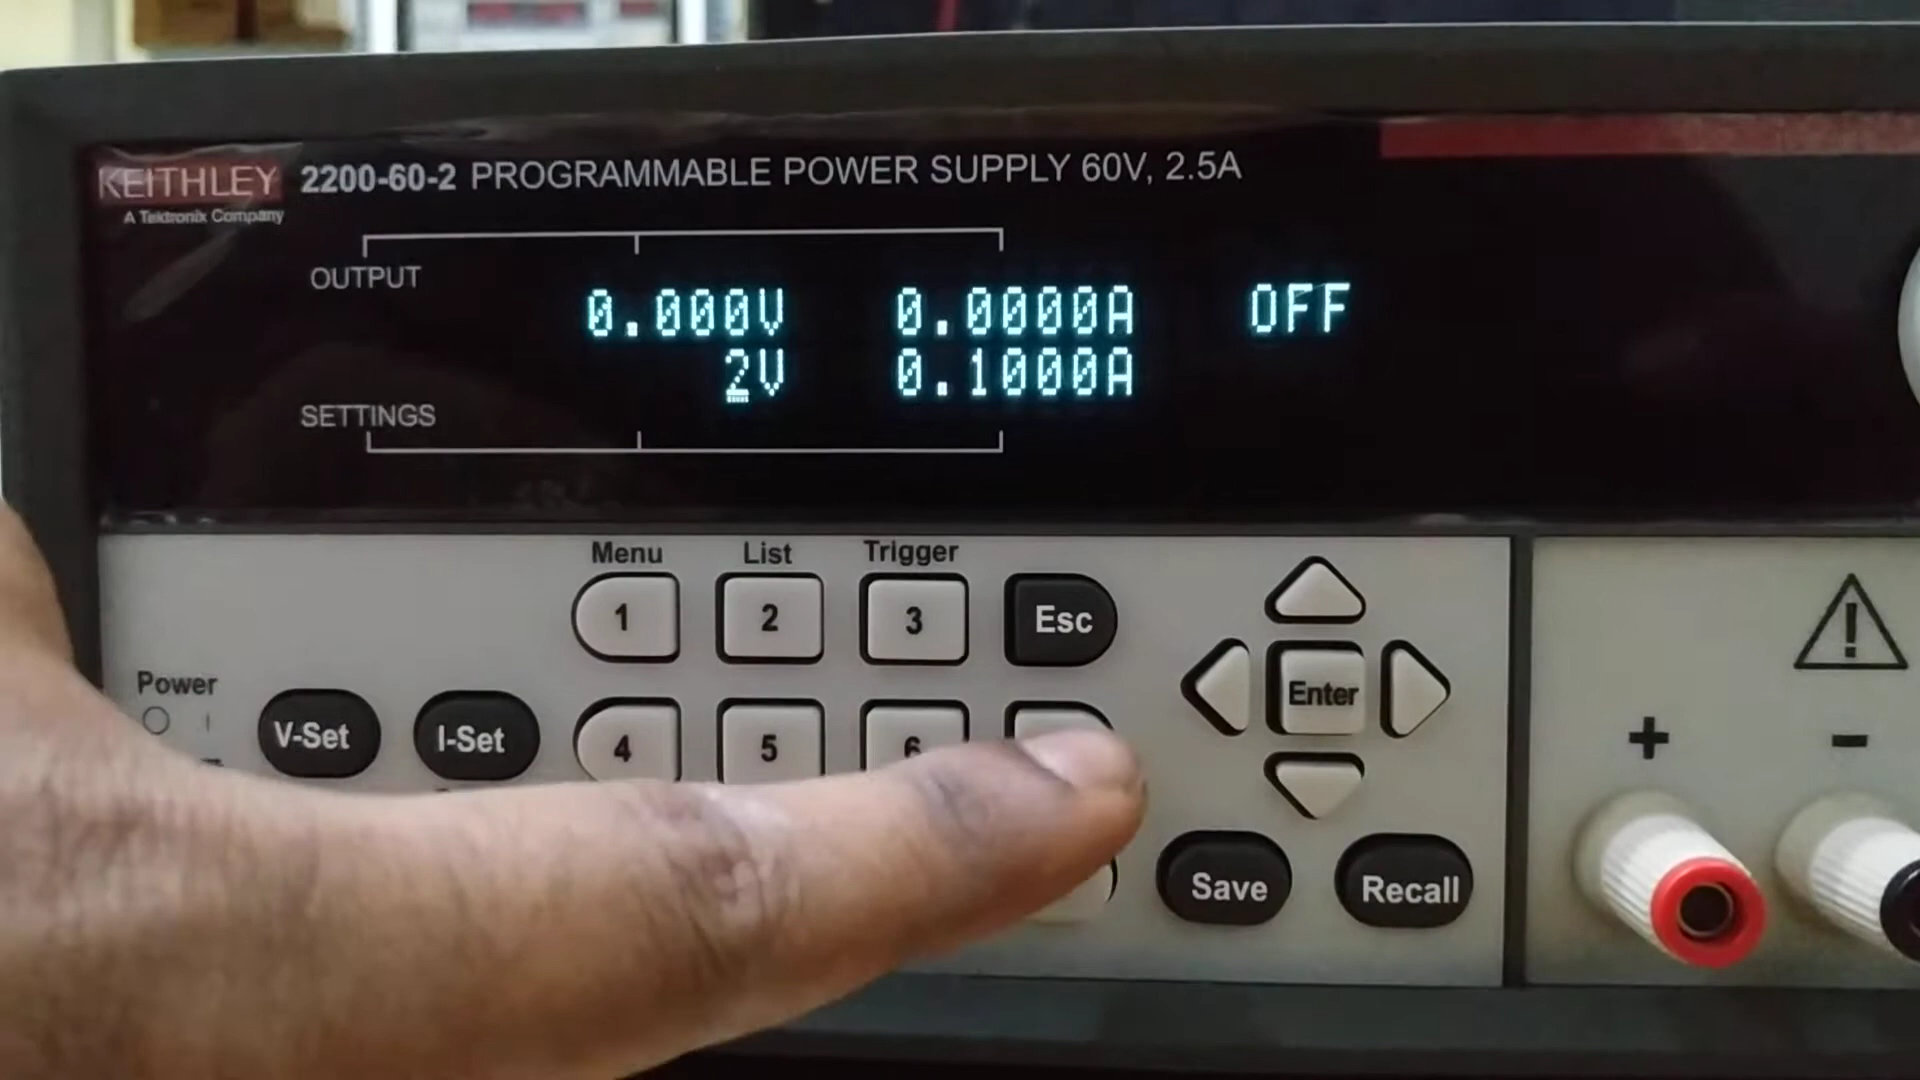 KEITHLEY 2200-60-2 PROGRAMMABLE POWER SUPPLY 60V, 2.5A
A Tektronix Company
OUTPUT
0.000V 0.0000A OFF
2V 0.1000A
SETTINGS
Menu List Trigger
1 2 3 Esc
Power
V-Set I-Set 4 5 6 Enter
+ -
Save Recall